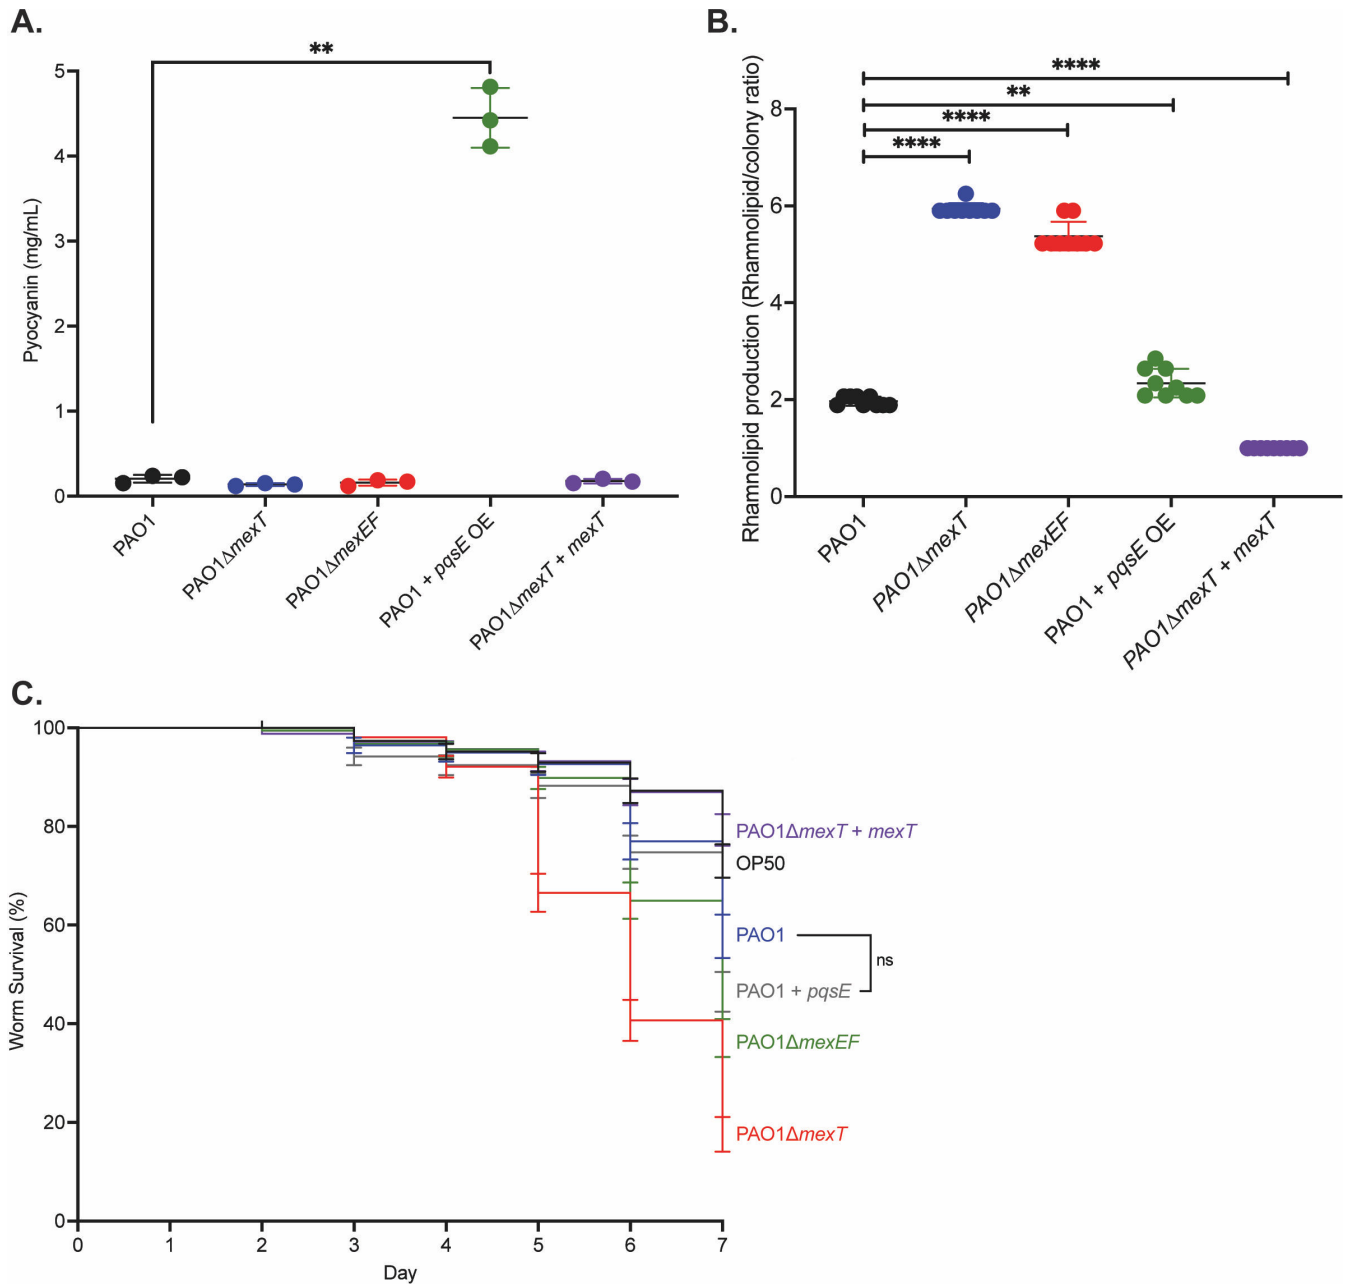 A.
**
Pyocyanin (mg/mL)
5
4
3
2
1
0
PAO1
PAO1ΔmexT
PAO1ΔmexEF
PAO1 + pqsE OE
PAO1ΔmexT + mexT
B.
****
**
****
****
Rhamnolipid production (Rhamnolipid/colony ratio)
8
6
4
2
0
PAO1
PAO1ΔmexT
PAO1ΔmexEF
PAO1 + pqsE OE
PAO1ΔmexT + mexT
C.
Worm Survival (%)
100
80
60
40
20
0
0 1 2 3 4 5 6 7
Day
PAO1ΔmexT + mexT
OP50
PAO1
ns
PAO1 + pqsE
PAO1ΔmexEF
PAO1ΔmexT